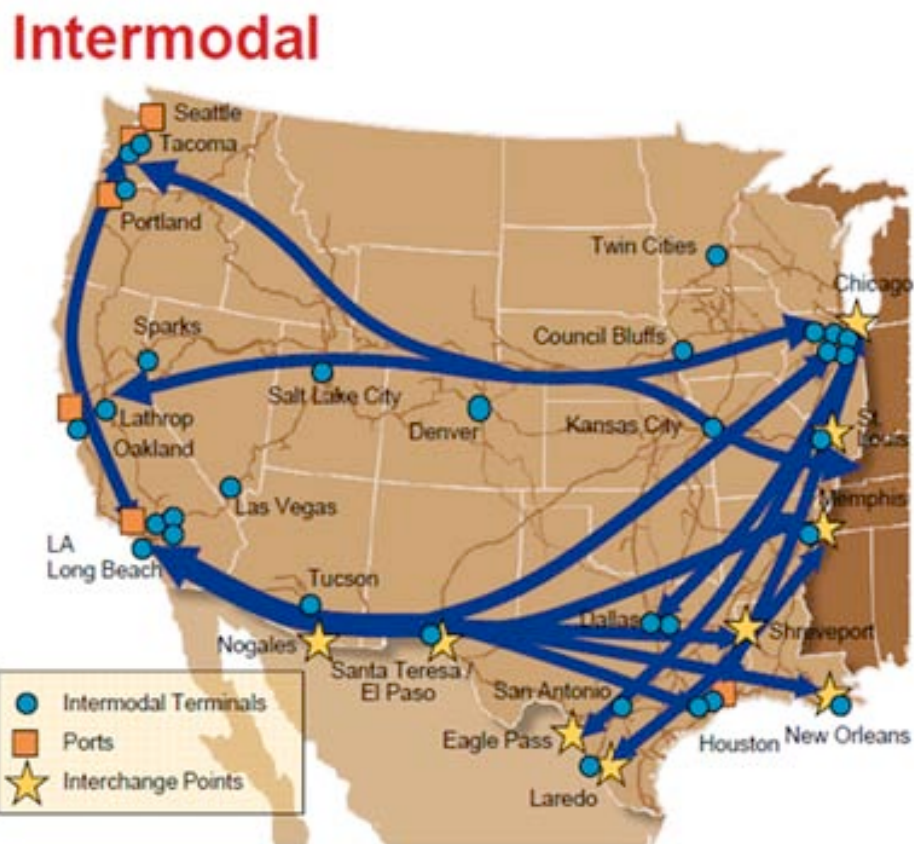 Intermodal
Seattle
Tacoma
Portland
Twin Cities
Chicago
Sparks
Council Bluffs
Salt Lake City
Lathrop
Denver
Kansas City
St.
Louis
Oakland
Las Vegas
Memphis
LA
Long Beach
Tucson
Dallas
Shreveport
Nogales
Santa Teresa /
El Paso
San Antonio
Eagle Pass
Houston
New Orleans
Laredo
Intermodal Terminals
Ports
Interchange Points